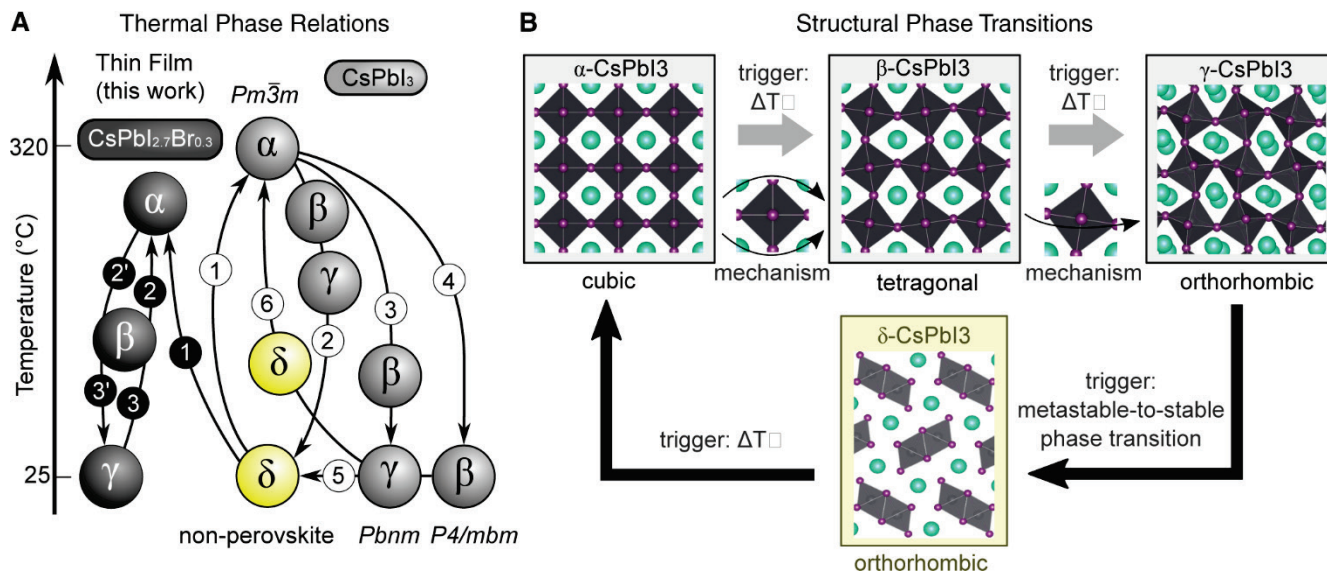 A Thermal Phase Relations
Thin Film
(this work)
CsPbI2.7Br0.3
CsPbI3
Pm3̅m
Temperature (°C)
320
25
α
β
γ
2'
2
3'
3
1
α
β
γ
δ
β
δ
γ
β
1
6
2
3
4
5
non-perovskite
Pbnm
P4/mbm
B Structural Phase Transitions
α-CsPbI3
trigger:
ΔT□
β-CsPbI3
trigger:
ΔT□
γ-CsPbI3
cubic
mechanism
tetragonal
mechanism
orthorhombic
δ-CsPbI3
trigger: ΔT□
trigger:
metastable-to-stable
phase transition
orthorhombic